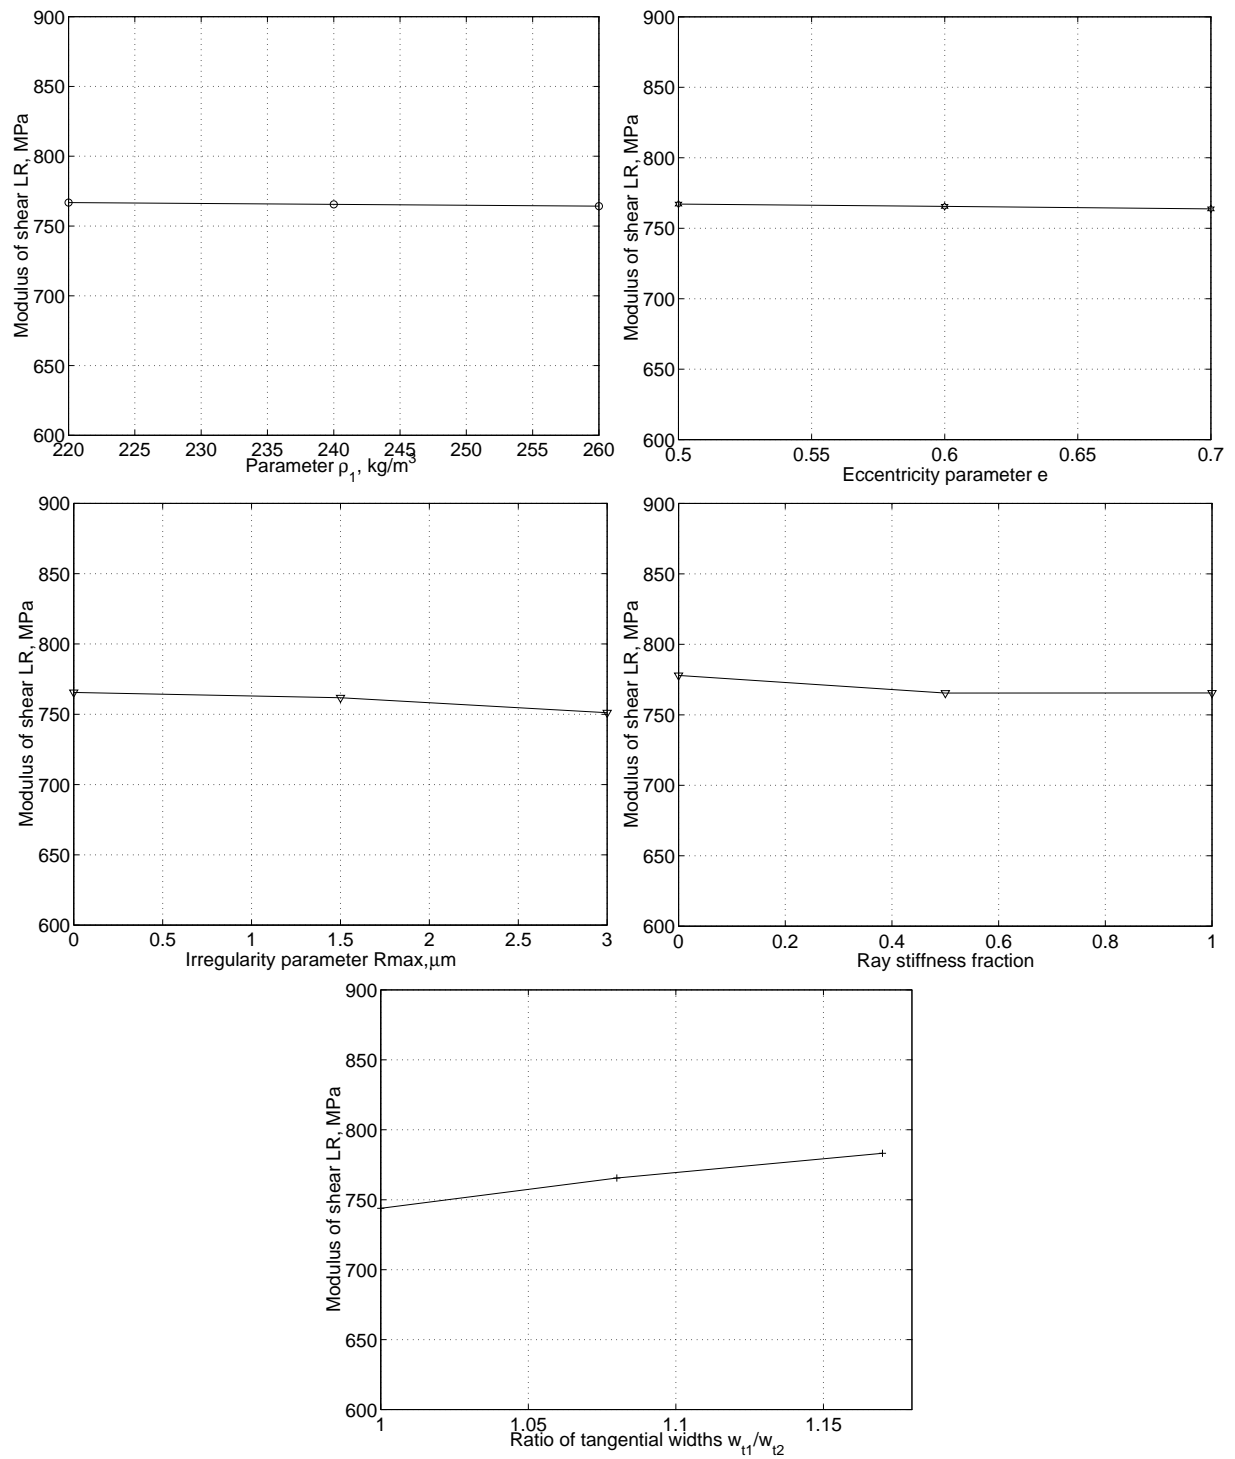 900
850
800
750
700
650
600
Modulus of shear LR, MPa
220 225 230 235 240 245 250 255 260
Parameter ρ1, kg/m3
900
850
800
750
700
650
600
Modulus of shear LR, MPa
0.5 0.55 0.6 0.65 0.7
Eccentricity parameter e
900
850
800
750
700
650
600
Modulus of shear LR, MPa
0 0.5 1 1.5 2 2.5 3
Irregularity parameter Rmax,μm
900
850
800
750
700
650
600
Modulus of shear LR, MPa
0 0.2 0.4 0.6 0.8 1
Ray stiffness fraction
900
850
800
750
700
650
600
Modulus of shear LR, MPa
1 1.05 1.1 1.15
Ratio of tangential widths wt1/wt2